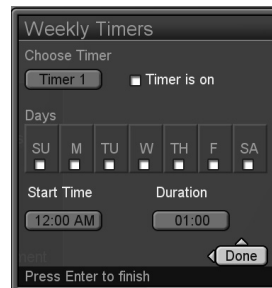 Weekly Timers
Choose Timer
Timer 1 Timer is on
Days
SU M TU W TH F SA
Start Time Duration
12:00 AM 01:00
Done
Press Enter to finish